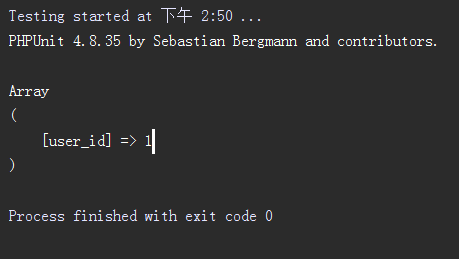 Testing started at 下午 2:50 ...
PHPUnit 4.8.35 by Sebastian Bergmann and contributors.
Array
(
[user_id] => 1
)
Process finished with exit code 0